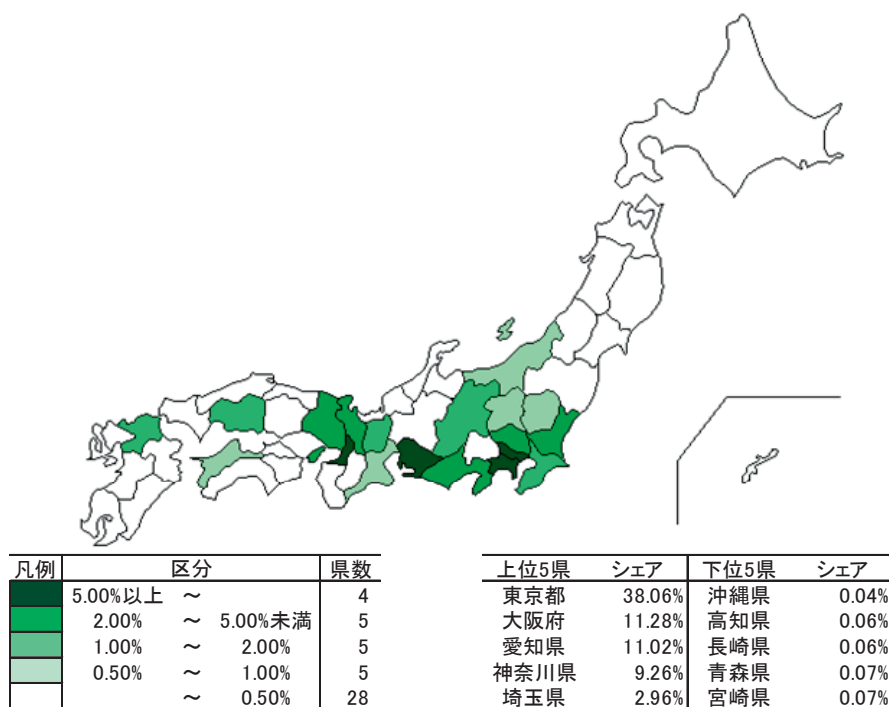 凡例 区分 県数
5.00%以上 ～ 4
2.00% ～ 5.00%未満 5
1.00% ～ 2.00% 5
0.50% ～ 1.00% 5
～ 0.50% 28
上位5県 シェア 下位5県 シェア
東京都 38.06% 沖縄県 0.04%
大阪府 11.28% 高知県 0.06%
愛知県 11.02% 長崎県 0.06%
神奈川県 9.26% 青森県 0.07%
埼玉県 2.96% 宮崎県 0.07%